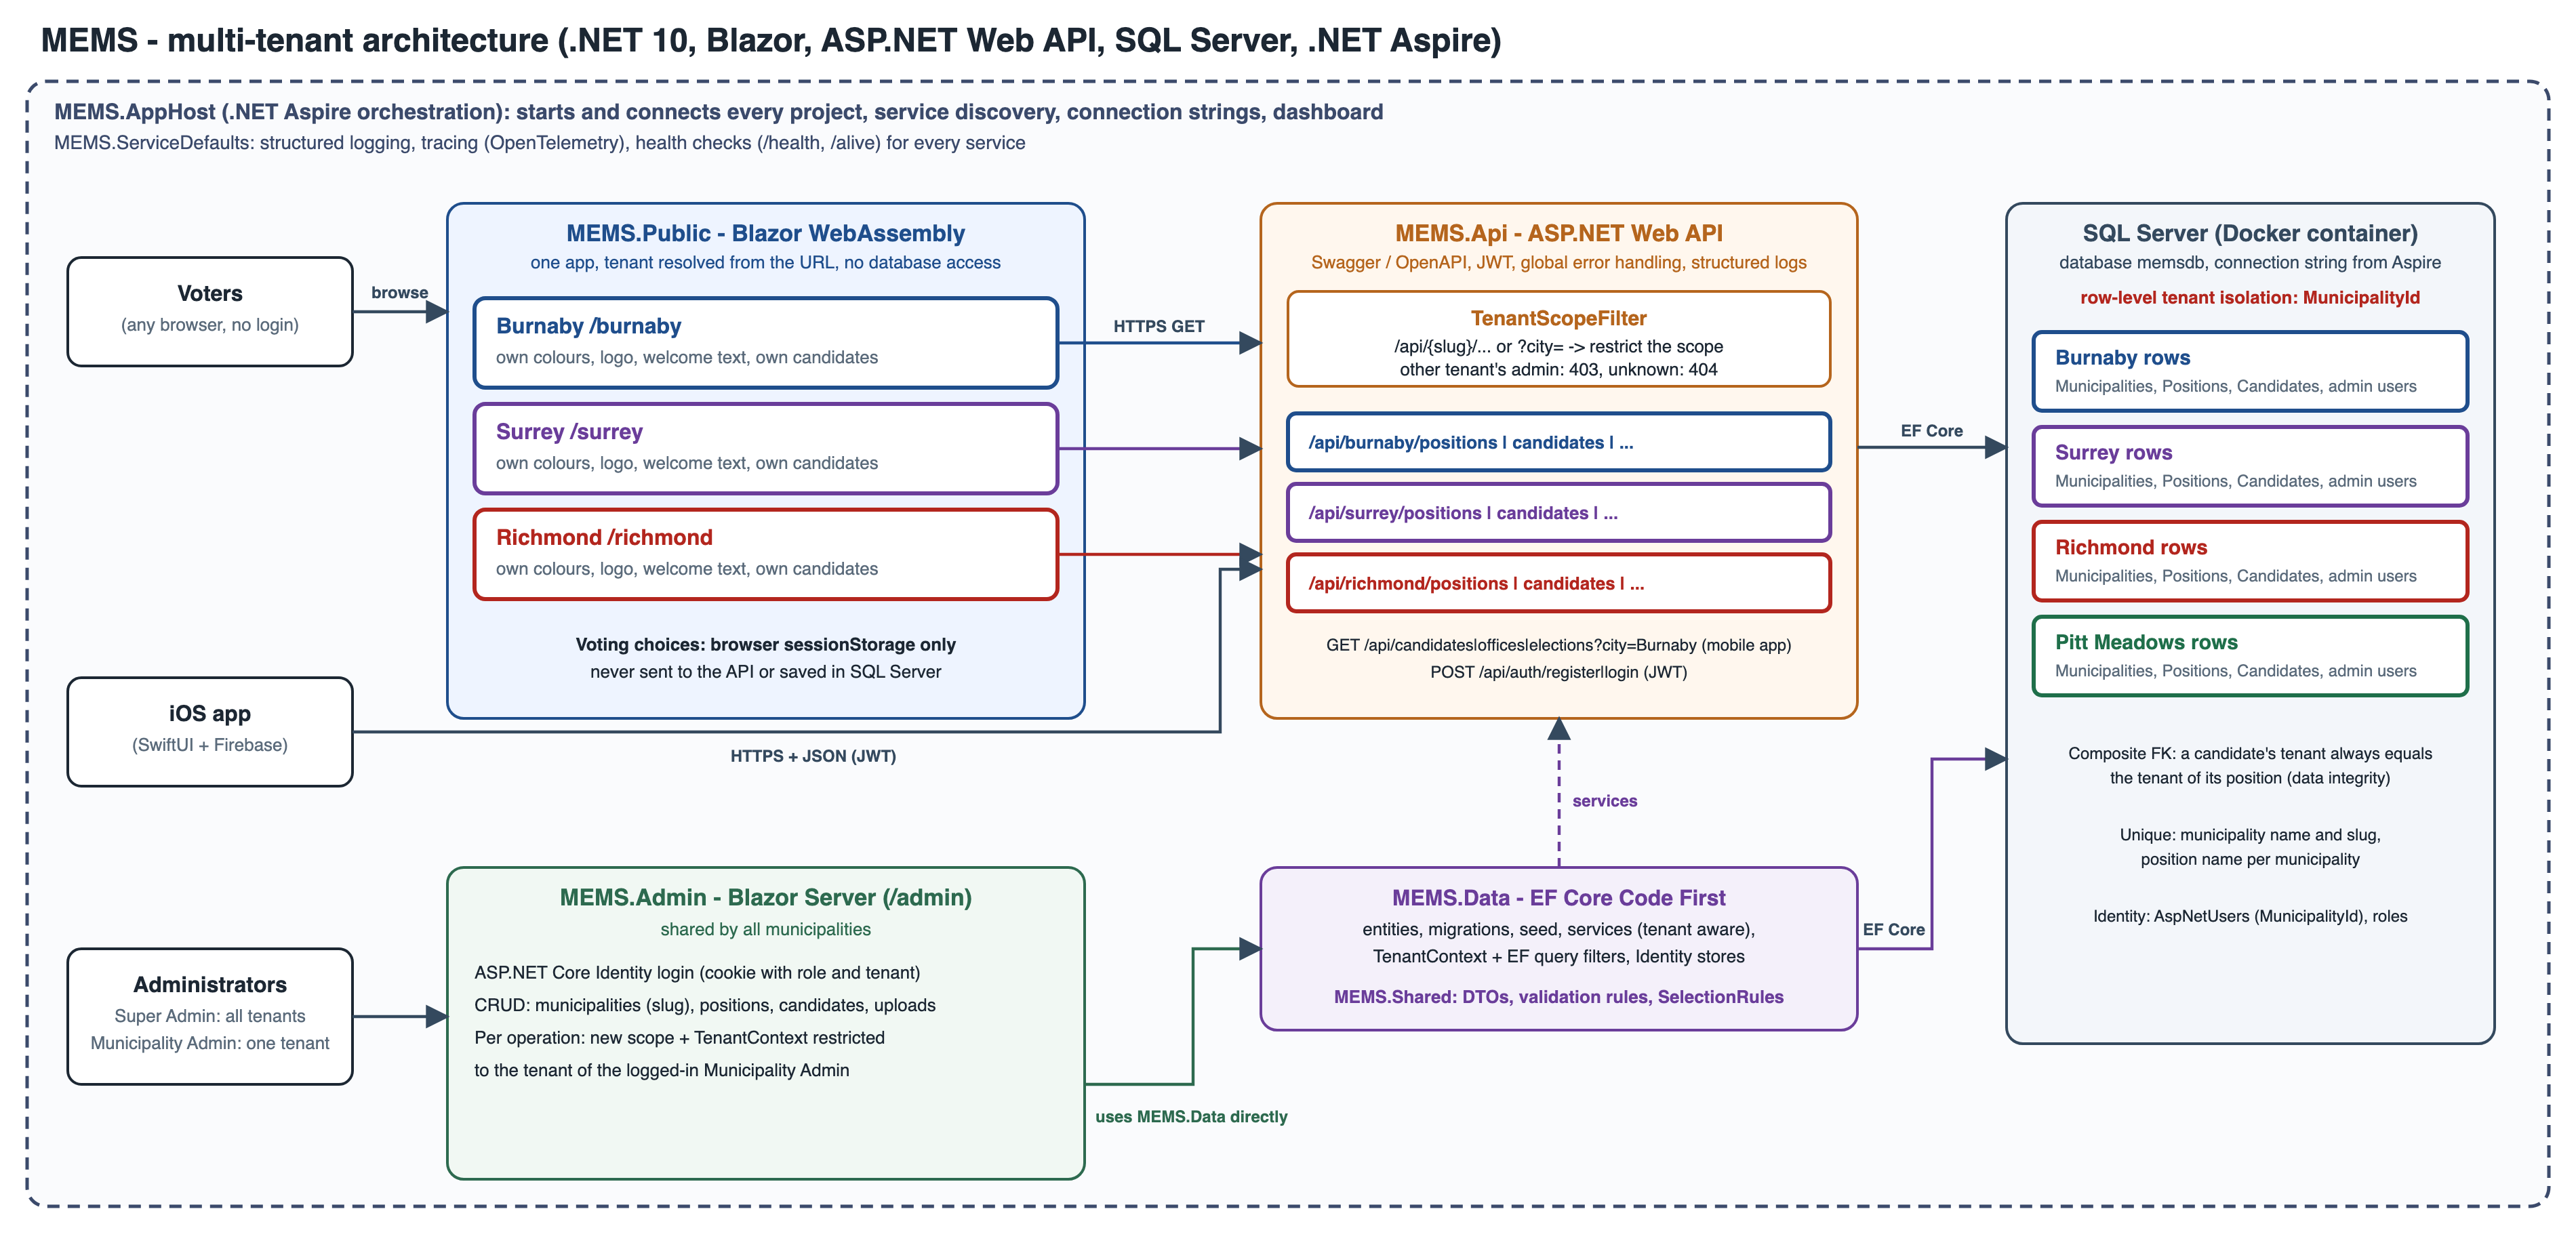 MEMS - multi-tenant architecture (.NET 10, Blazor, ASP.NET Web API, SQL Server, .NET Aspire)
MEMS.AppHost (.NET Aspire orchestration): starts and connects every project, service discovery, connection strings, dashboard
MEMS.ServiceDefaults: structured logging, tracing (OpenTelemetry), health checks (/health, /alive) for every service
Voters
(any browser, no login)
browse
MEMS.Public - Blazor WebAssembly
one app, tenant resolved from the URL, no database access
Burnaby /burnaby
own colours, logo, welcome text, own candidates
Surrey /surrey
own colours, logo, welcome text, own candidates
Richmond /richmond
own colours, logo, welcome text, own candidates
Voting choices: browser sessionStorage only
never sent to the API or saved in SQL Server
HTTPS GET
MEMS.Api - ASP.NET Web API
Swagger / OpenAPI, JWT, global error handling, structured logs
TenantScopeFilter
/api/{slug}/... or ?city= -> restrict the scope
other tenant's admin: 403, unknown: 404
/api/burnaby/positions | candidates | ...
/api/surrey/positions | candidates | ...
/api/richmond/positions | candidates | ...
GET /api/candidates|offices|elections?city=Burnaby (mobile app)
POST /api/auth/register|login (JWT)
EF Core
SQL Server (Docker container)
database memsdb, connection string from Aspire
row-level tenant isolation: MunicipalityId
Burnaby rows
Municipalities, Positions, Candidates, admin users
Surrey rows
Municipalities, Positions, Candidates, admin users
Richmond rows
Municipalities, Positions, Candidates, admin users
Pitt Meadows rows
Municipalities, Positions, Candidates, admin users
Composite FK: a candidate's tenant always equals
the tenant of its position (data integrity)
Unique: municipality name and slug,
position name per municipality
Identity: AspNetUsers (MunicipalityId), roles
iOS app
(SwiftUI + Firebase)
HTTPS + JSON (JWT)
services
Administrators
Super Admin: all tenants
Municipality Admin: one tenant
MEMS.Admin - Blazor Server (/admin)
shared by all municipalities
ASP.NET Core Identity login (cookie with role and tenant)
CRUD: municipalities (slug), positions, candidates, uploads
Per operation: new scope + TenantContext restricted
to the tenant of the logged-in Municipality Admin
uses MEMS.Data directly
MEMS.Data - EF Core Code First
entities, migrations, seed, services (tenant aware),
TenantContext + EF query filters, Identity stores
MEMS.Shared: DTOs, validation rules, SelectionRules
EF Core